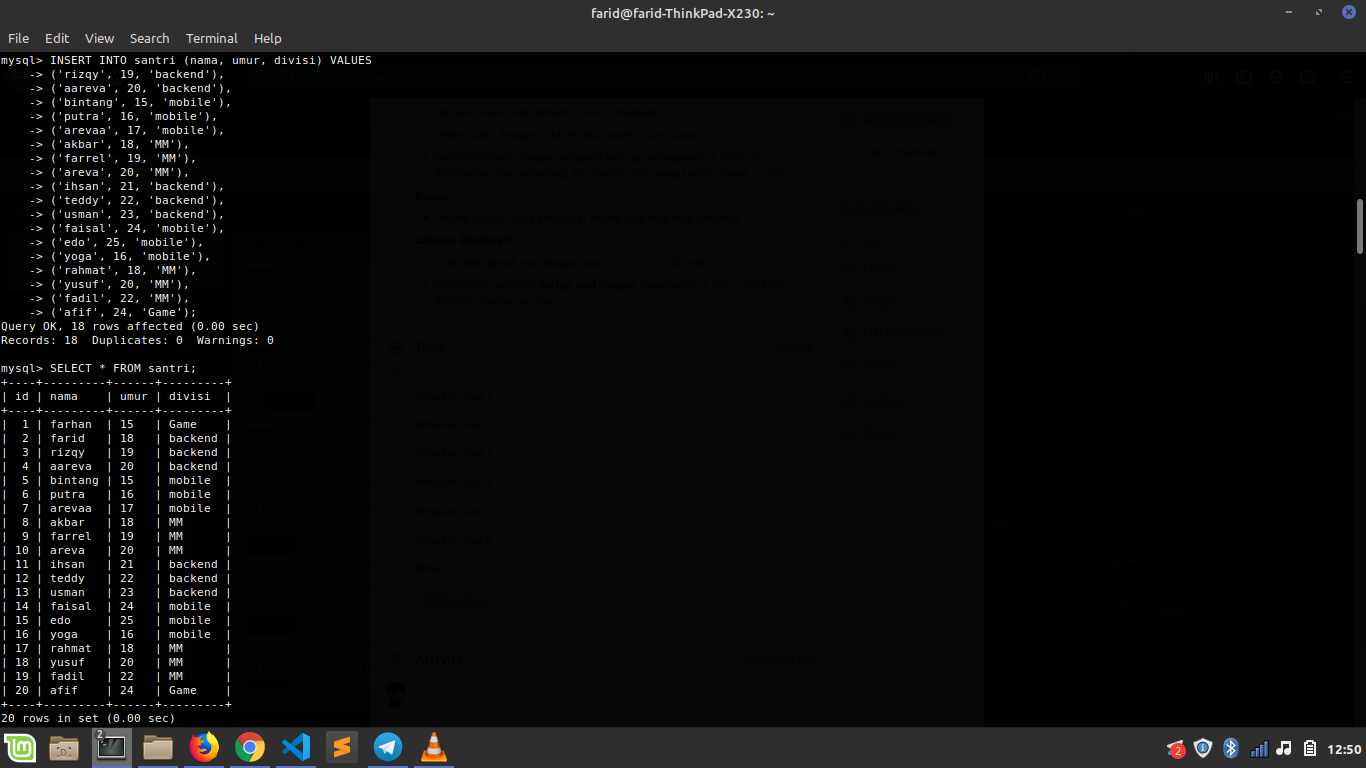 farid@farid-ThinkPad-X230: ~
File Edit View Search Terminal Help
mysql> INSERT INTO santri (nama, umur, divisi) VALUES
    -> ('rizqy', 19, 'backend'),
    -> ('aareva', 20, 'backend'),
    -> ('bintang', 15, 'mobile'),
    -> ('putra', 16, 'mobile'),
    -> ('arevaa', 17, 'mobile'),
    -> ('akbar', 18, 'MM'),
    -> ('farrel', 19, 'MM'),
    -> ('areva', 20, 'MM'),
    -> ('ihsan', 21, 'backend'),
    -> ('teddy', 22, 'backend'),
    -> ('usman', 23, 'backend'),
    -> ('faisal', 24, 'mobile'),
    -> ('edo', 25, 'mobile'),
    -> ('yoga', 16, 'mobile'),
    -> ('rahmat', 18, 'MM'),
    -> ('yusuf', 20, 'MM'),
    -> ('fadil', 22, 'MM'),
    -> ('afif', 24, 'Game');
Query OK, 18 rows affected (0.00 sec)
Records: 18  Duplicates: 0  Warnings: 0
mysql> SELECT * FROM santri;
+----+---------+------+---------+
| id | nama    | umur | divisi  |
+----+---------+------+---------+
|  1 | farhan  | 15   | Game    |
|  2 | farid   | 18   | backend |
|  3 | rizqy   | 19   | backend |
|  4 | aareva  | 20   | backend |
|  5 | bintang | 15   | mobile  |
|  6 | putra   | 16   | mobile  |
|  7 | arevaa  | 17   | mobile  |
|  8 | akbar   | 18   | MM      |
|  9 | farrel  | 19   | MM      |
| 10 | areva   | 20   | MM      |
| 11 | ihsan   | 21   | backend |
| 12 | teddy   | 22   | backend |
| 13 | usman   | 23   | backend |
| 14 | faisal  | 24   | mobile  |
| 15 | edo     | 25   | mobile  |
| 16 | yoga    | 16   | mobile  |
| 17 | rahmat  | 18   | MM      |
| 18 | yusuf   | 20   | MM      |
| 19 | fadil   | 22   | MM      |
| 20 | afif    | 24   | Game    |
+----+---------+------+---------+
20 rows in set (0.00 sec)
Todo
Activity
2
2
12:50